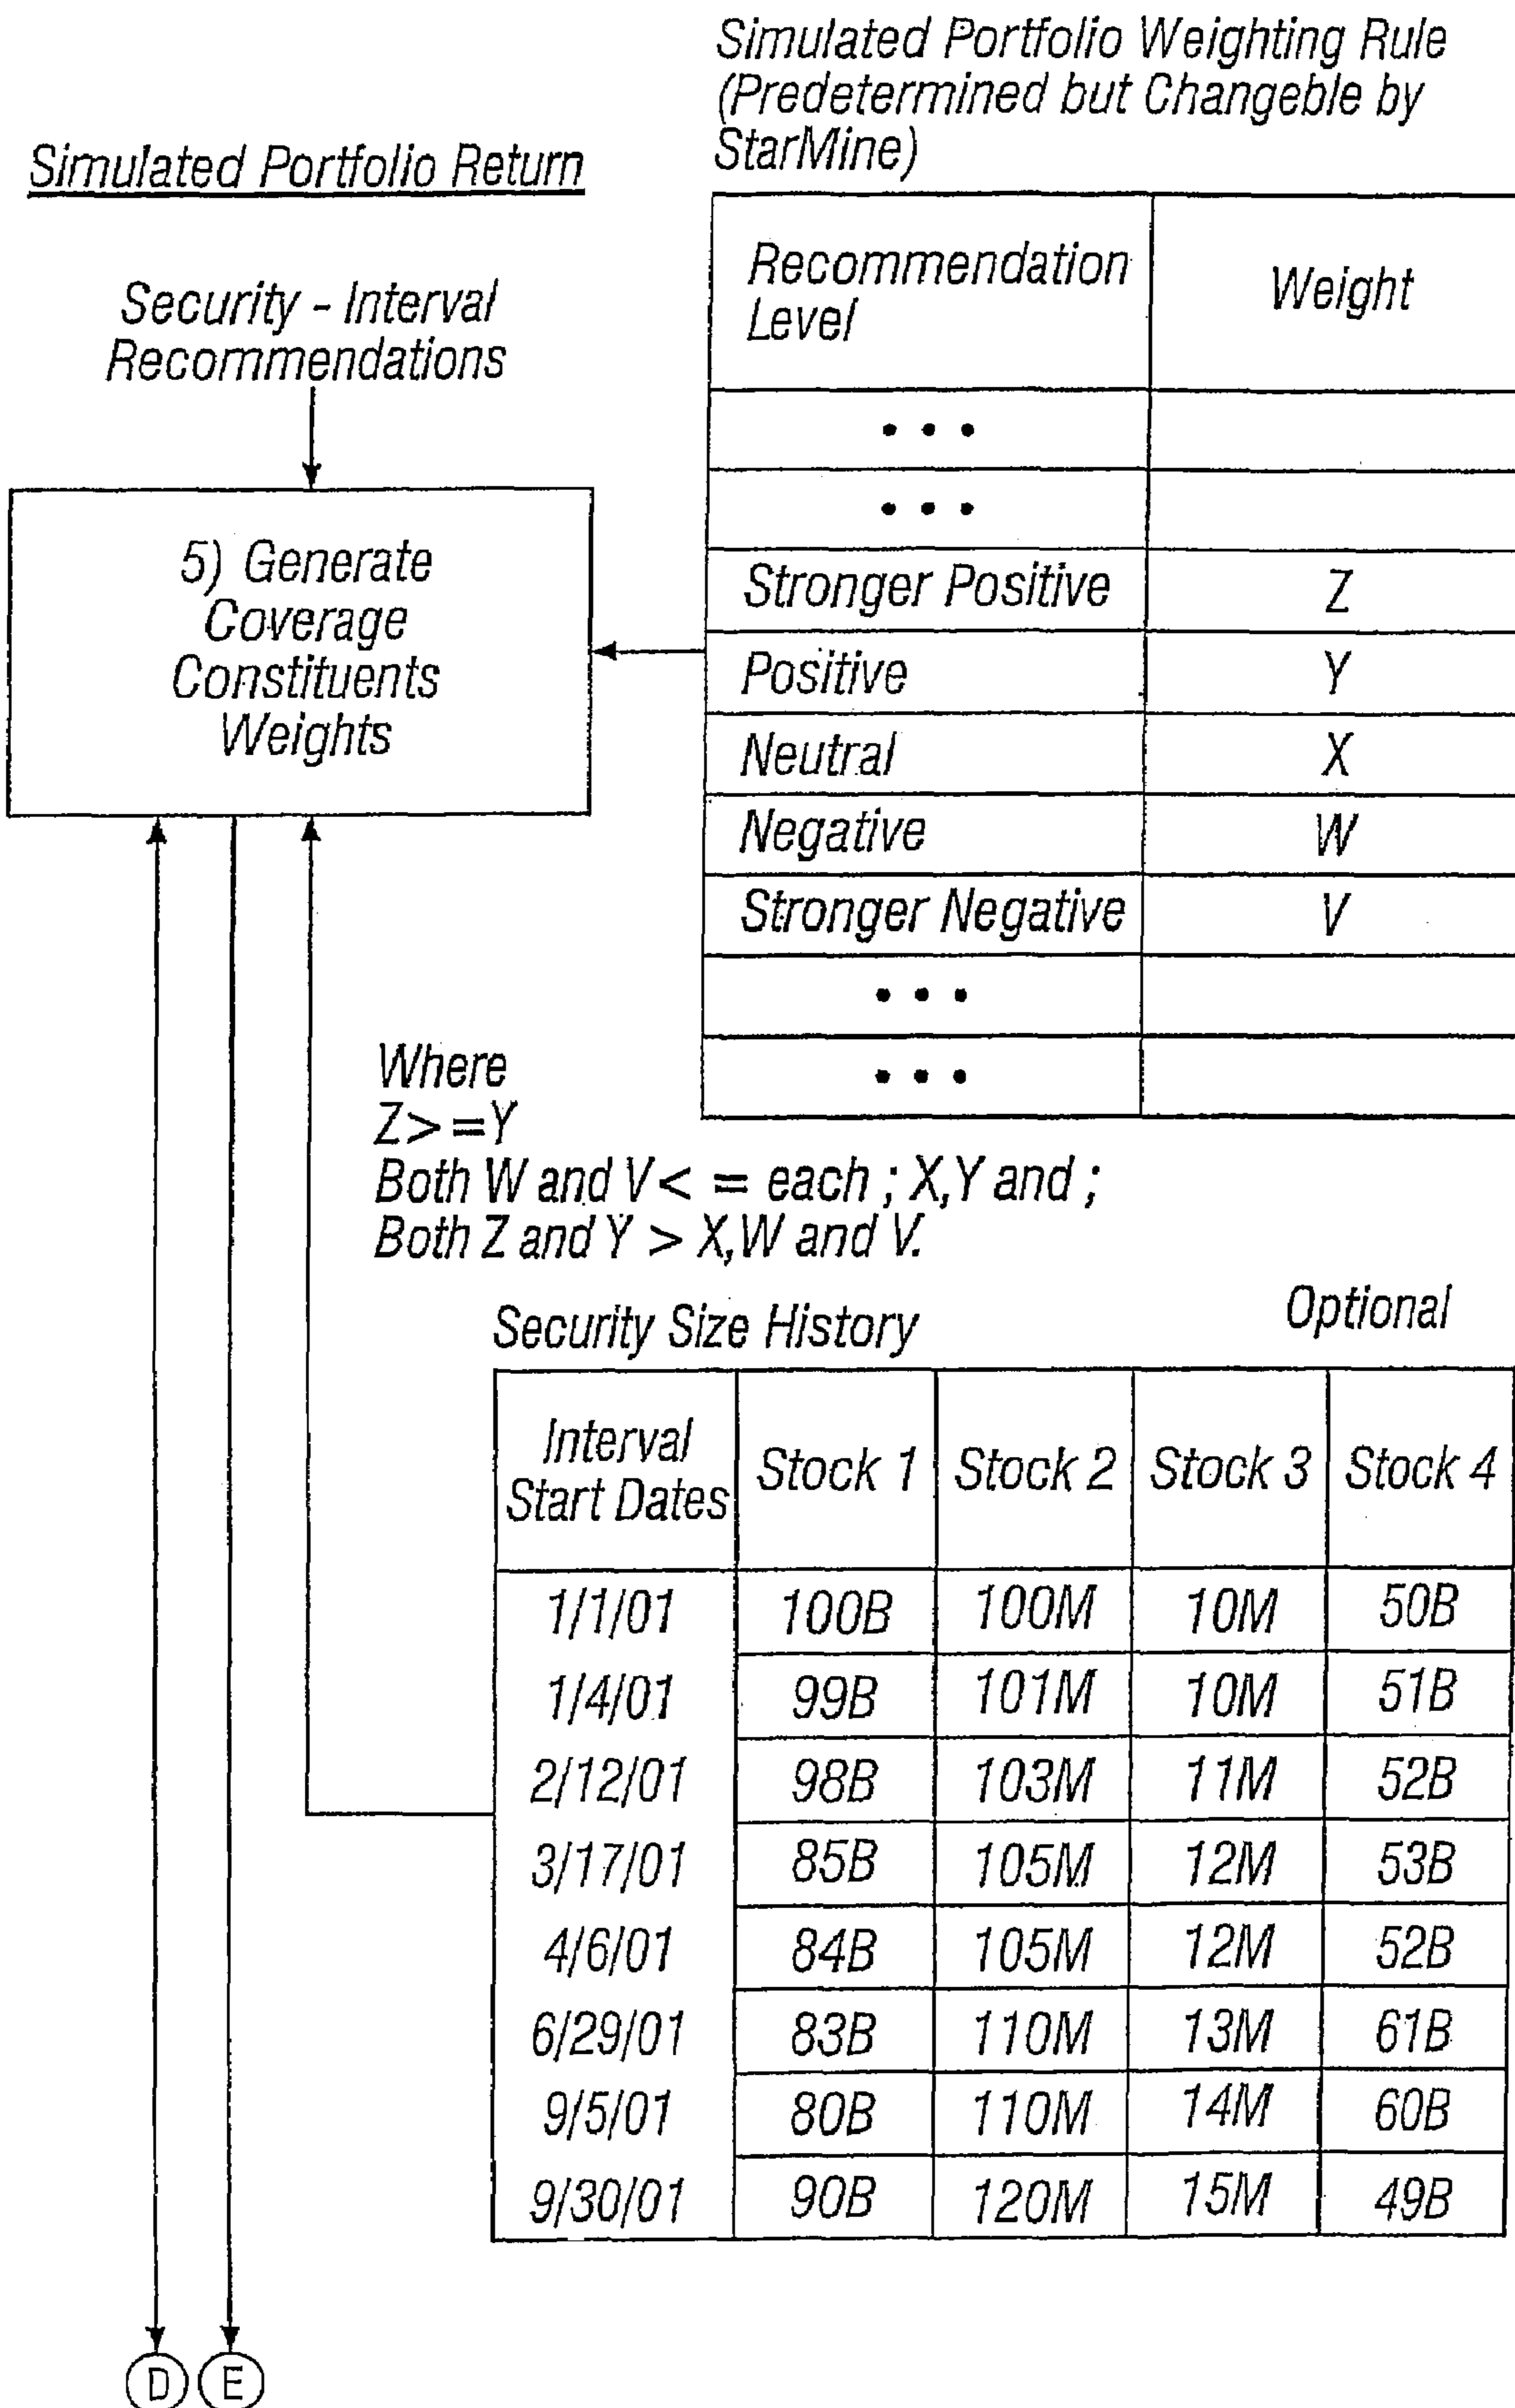 Simulated Portfolio Weighting Rule
(Predetermined but Changeble by
StarMine)
Simulated Portfolio Return
Security - Interval
Recommendations
5) Generate
Coverage
Constituents
Weights
Recommendation
Level
Weight
• • •
• • •
Stronger Positive Z
Positive Y
Neutral X
Negative W
Stronger Negative V
• • •
• • •
Where
Z> =Y
Both W and V< = each ; X,Y and ;
Both Z and Y > X,W and V.
Security Size History
Optional
Interval
Start Dates
Stock 1 Stock 2 Stock 3 Stock 4
1/1/01 100B 100M 10M 50B
1/4/01 99B 101M 10M 51B
2/12/01 98B 103M 11M 52B
3/17/01 85B 105M 12M 53B
4/6/01 84B 105M 12M 52B
6/29/01 83B 110M 13M 61B
9/5/01 80B 110M 14M 60B
9/30/01 90B 120M 15M 49B
D E